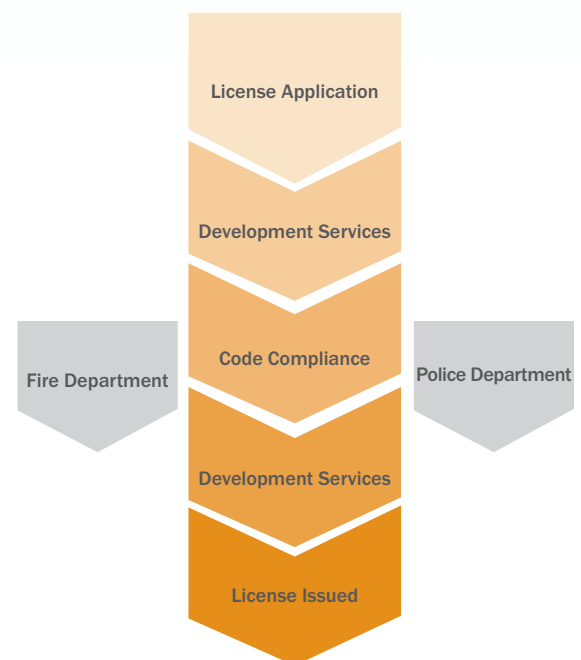 License Application
Development Services
Fire Department
Code Compliance
Police Department
Development Services
License Issued